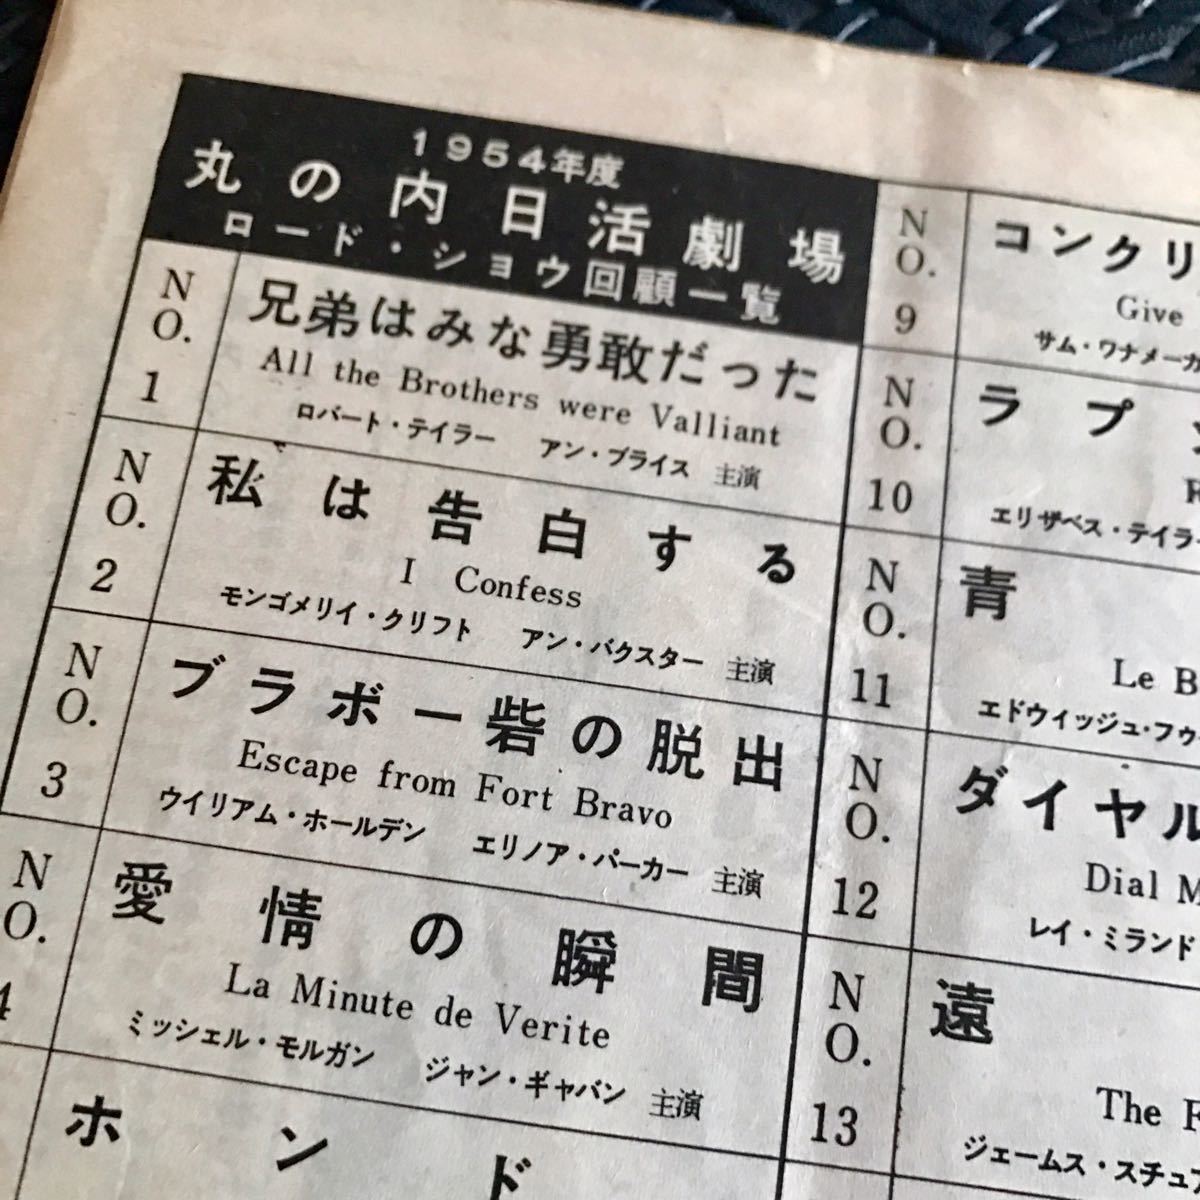 1954年度
丸の内日活劇場
ロード・ショウ回顧一覧
NO.
1
兄弟はみな勇敢だった
All the Brothers were Valliant
ロバート・テイラー アン・ブライス 主演
NO.
2
私は告白する
I Confess
モンゴメリイ・クリフト アン・バクスター 主演
NO.
3
ブラボー砦の脱出
Escape from Fort Bravo
ウイリアム・ホールデン エリノア・パーカー 主演
NO.
4
愛情の瞬間
La Minute de Verite
ミッシェル・モルガン ジャン・ギャバン 主演
ホンド
NO.
9
コンクリ
Give
サム・ワナメーカ
NO.
10
ラプ
エリザベス・テイラー
NO.
11
青
Le B
エドウィッジュ・フゥ
NO.
12
ダイヤル
Dial M
レイ・ミランド
NO.
13
遠
The F
ジェームス・スチュア